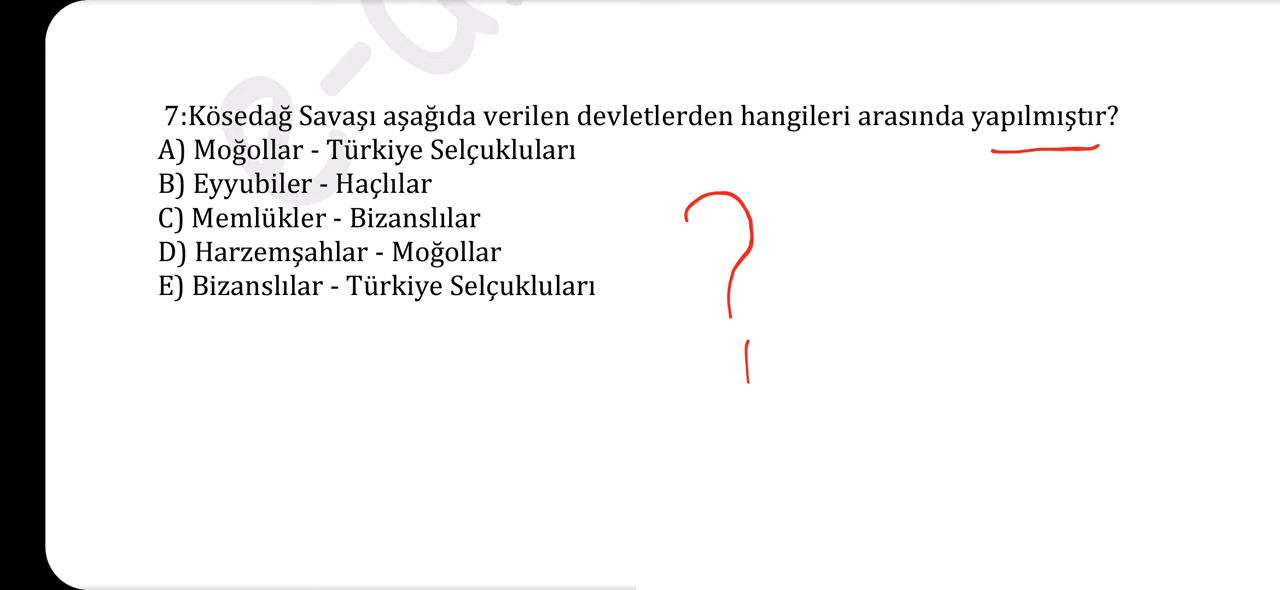 7:Kösedağ Savaşı aşağıda verilen devletlerden hangileri arasında yapılmıştır?
A) Moğollar - Türkiye Selçukluları
B) Eyyubiler - Haçlılar
C) Memlükler - Bizanslılar
D) Harzemşahlar - Moğollar
E) Bizanslılar - Türkiye Selçukluları
?